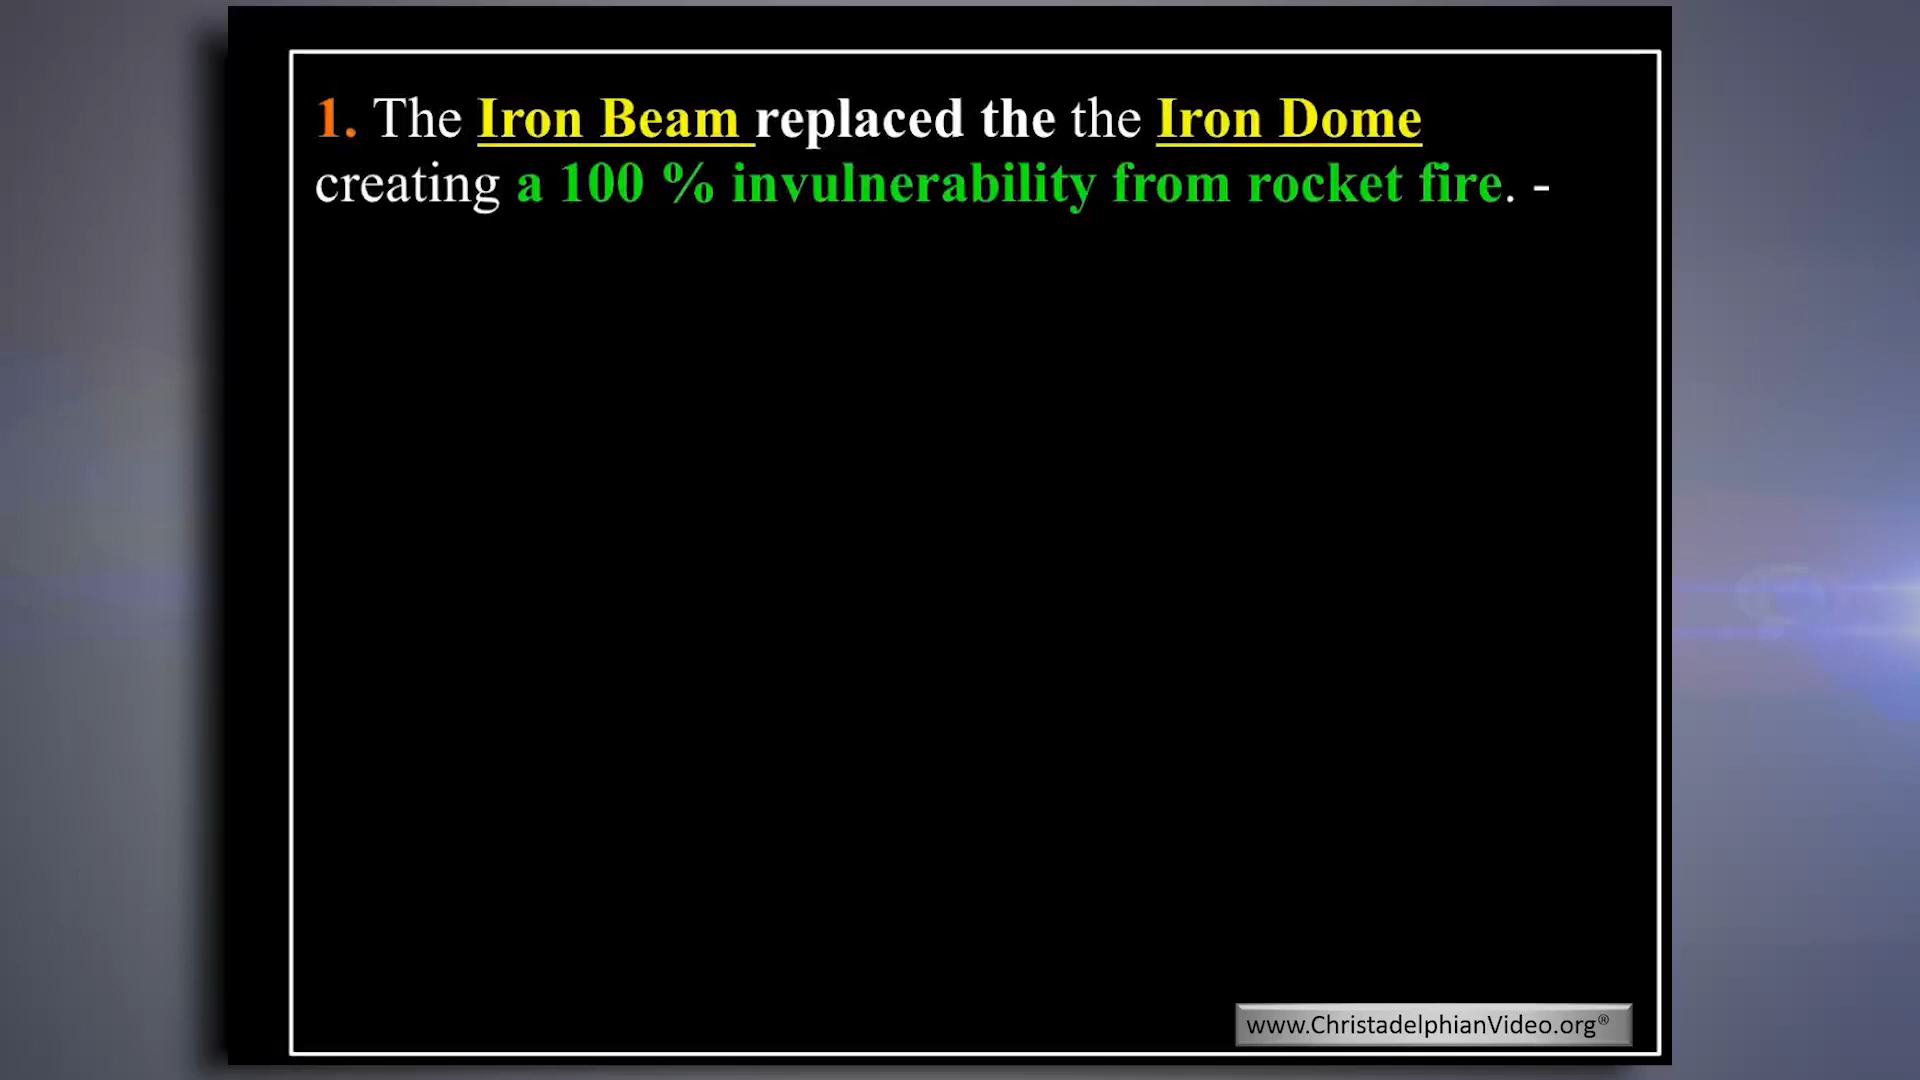 1. The Iron Beam replaced the the Iron Dome
creating a 100 % invulnerability from rocket fire. -
www.ChristadelphianVideo.org®